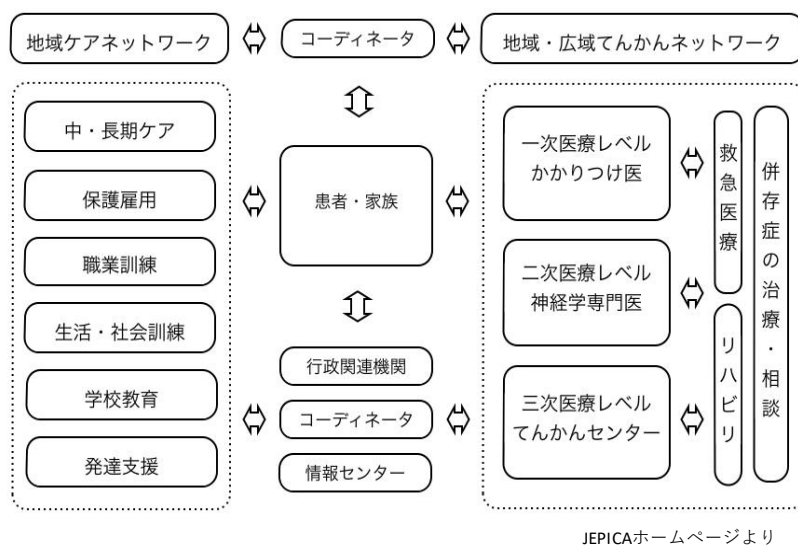 地域ケアネットワーク
コーディネータ
地域・広域てんかんネットワーク
中・長期ケア
保護雇用
職業訓練
生活・社会訓練
学校教育
発達支援
患者・家族
行政関連機関
コーディネータ
情報センター
一次医療レベル
かかりつけ医
二次医療レベル
神経学専門医
三次医療レベル
てんかんセンター
救急医療
リハビリ
併存症の治療・相談
JEPICAホームページより